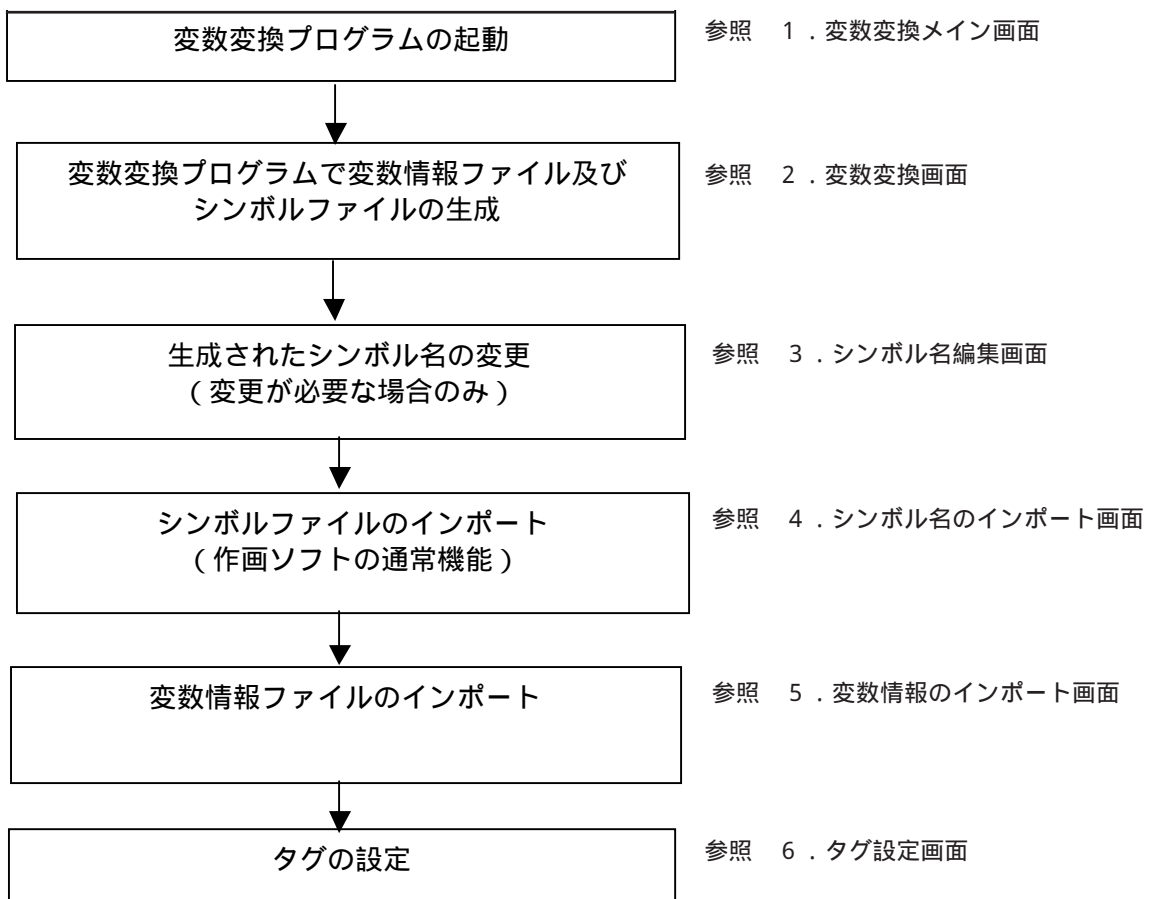 変数変換プログラムの起動
参照　１．変数変換メイン画面
変数変換プログラムで変数情報ファイル及び
シンボルファイルの生成
参照　２．変数変換画面
生成されたシンボル名の変更
（変更が必要な場合のみ）
参照　３．シンボル名編集画面
シンボルファイルのインポート
（作画ソフトの通常機能）
参照　４．シンボル名のインポート画面
変数情報ファイルのインポート
参照　５．変数情報のインポート画面
タグの設定
参照　６．タグ設定画面